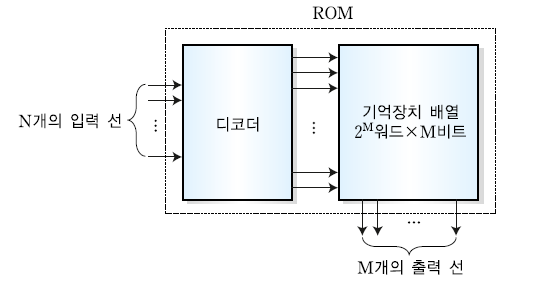 ROM
N개의 입력 선
⋮
디코더
⋮
기억장치 배열
2ᴹ워드×M비트
...
M개의 출력 선